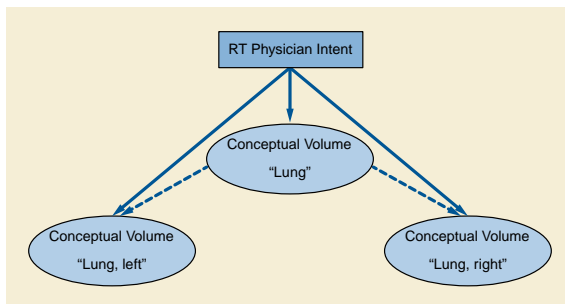 RT Physician Intent
Conceptual Volume
“Lung”
Conceptual Volume
“Lung, left”
Conceptual Volume
“Lung, right”